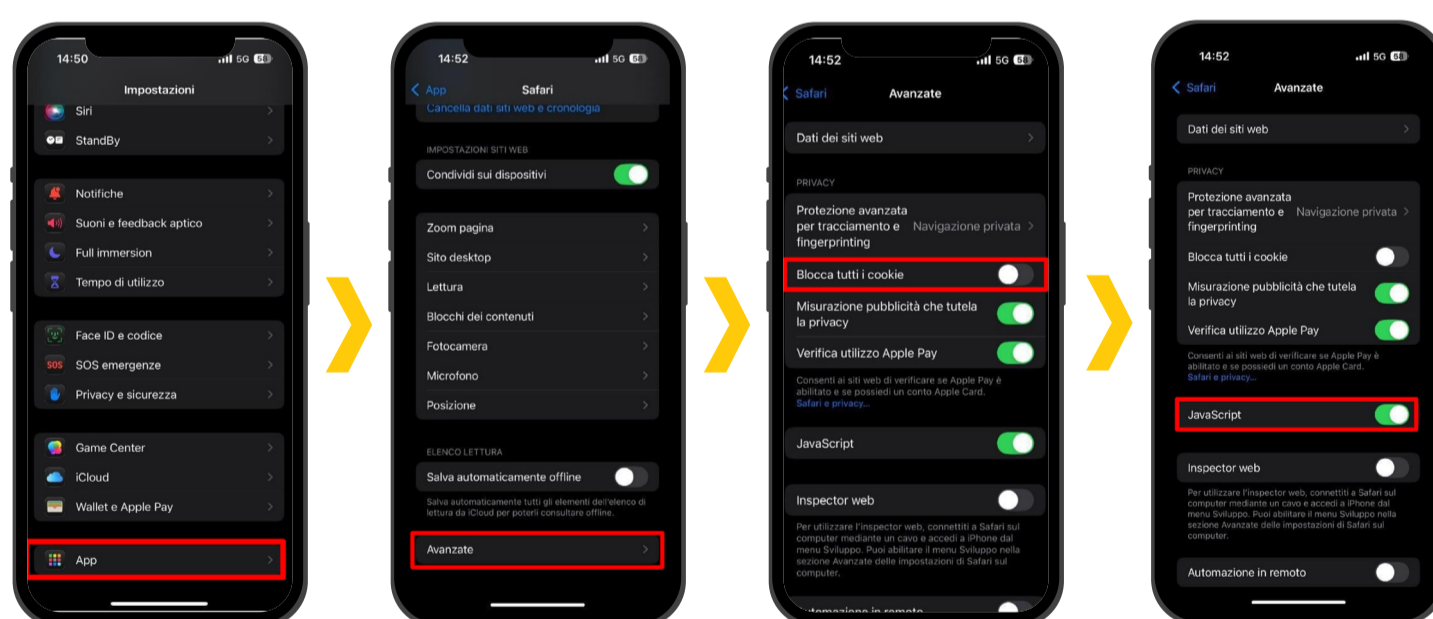 14:50
5G 58
Impostazioni
Siri
StandBy
Notifiche
Suoni e feedback aptico
Full immersion
Tempo di utilizzo
Face ID e codice
SOS
SOS emergenze
Privacy e sicurezza
Game Center
iCloud
Wallet e Apple Pay
App
14:52
5G 58
App
Safari
Cancella dati siti web e cronologia
IMPOSTAZIONI SITI WEB
Condividi sui dispositivi
Zoom pagina
Sito desktop
Lettura
Blocchi dei contenuti
Fotocamera
Microfono
Posizione
ELENCO LETTURA
Salva automaticamente offline
Salva automaticamente tutti gli elementi dell'elenco di
lettura da iCloud per poterli consultare offline.
Avanzate
14:52
5G 58
Safari
Avanzate
Dati dei siti web
PRIVACY
Protezione avanzata
per tracciamento e Navigazione privata
fingerprinting
Blocca tutti i cookie
Misurazione pubblicità che tutela
la privacy
Verifica utilizzo Apple Pay
Consenti ai siti web di verificare se Apple Pay è
abilitato e se possiedi un conto Apple Card.
Safari e privacy...
JavaScript
Inspector web
Per utilizzare l'inspector web, connettiti a Safari sul
computer mediante un cavo e accedi a iPhone dal
menu Sviluppo. Puoi abilitare il menu Sviluppo nella
sezione Avanzate delle impostazioni di Safari sul
computer.
Automazione in remoto
14:52
5G 58
Safari
Avanzate
Dati dei siti web
PRIVACY
Protezione avanzata
per tracciamento e Navigazione privata
fingerprinting
Blocca tutti i cookie
Misurazione pubblicità che tutela
la privacy
Verifica utilizzo Apple Pay
Consenti ai siti web di verificare se Apple Pay è
abilitato e se possiedi un conto Apple Card.
Safari e privacy...
JavaScript
Inspector web
Per utilizzare l'inspector web, connettiti a Safari sul
computer mediante un cavo e accedi a iPhone dal
menu Sviluppo. Puoi abilitare il menu Sviluppo nella
sezione Avanzate delle impostazioni di Safari sul
computer.
Automazione in remoto